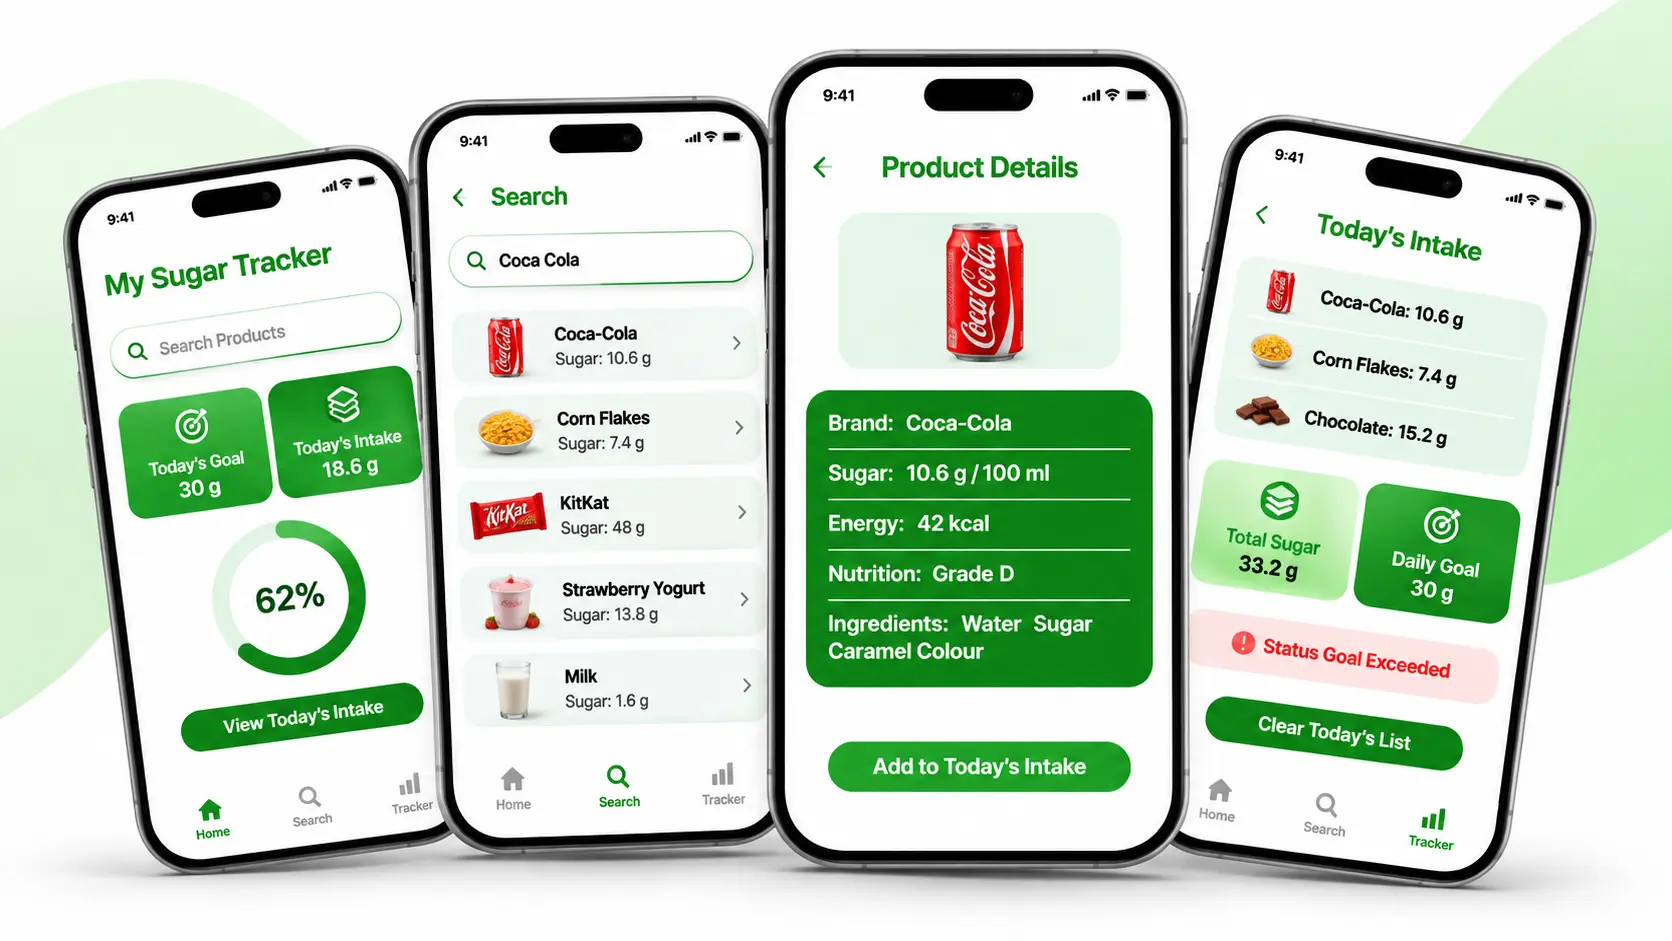 9:41
My Sugar Tracker
Search Products
Today's Goal
30 g
Today's Intake
18.6 g
62%
View Today's Intake
Home
Search
Tracker
9:41
Search
Coca Cola
Coca-Cola
Coca-Cola
Sugar: 10.6 g
Corn Flakes
Sugar: 7.4 g
KitKat
KitKat
Sugar: 48 g
Strawberry Yogurt
Sugar: 13.8 g
Milk
Sugar: 1.6 g
Home
Search
Tracker
9:41
Product Details
Coca-Cola
Brand: Coca-Cola
Sugar: 10.6 g / 100 ml
Energy: 42 kcal
Nutrition: Grade D
Ingredients: Water Sugar
Caramel Colour
Add to Today's Intake
9:41
Today's Intake
Coca-Cola
Coca-Cola: 10.6 g
Corn Flakes: 7.4 g
Chocolate: 15.2 g
Total Sugar
33.2 g
Daily Goal
30 g
Status Goal Exceeded
Clear Today's List
Home
Search
Tracker